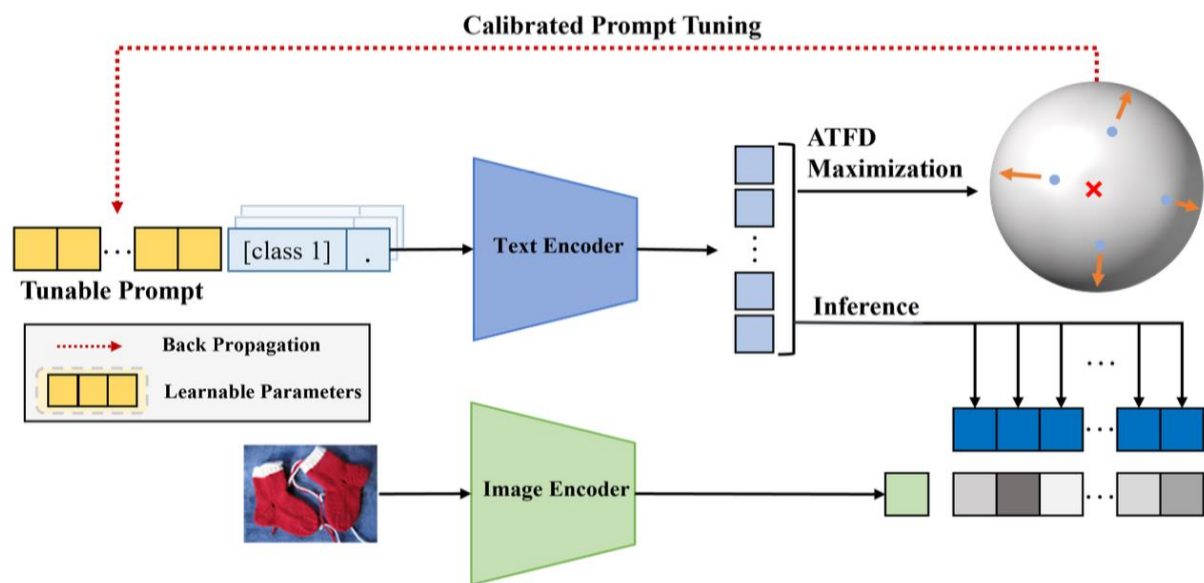 Calibrated Prompt Tuning
ATFD
Maximization
[class 1] .
Text Encoder
Tunable Prompt
Inference
Back Propagation
Learnable Parameters
Image Encoder